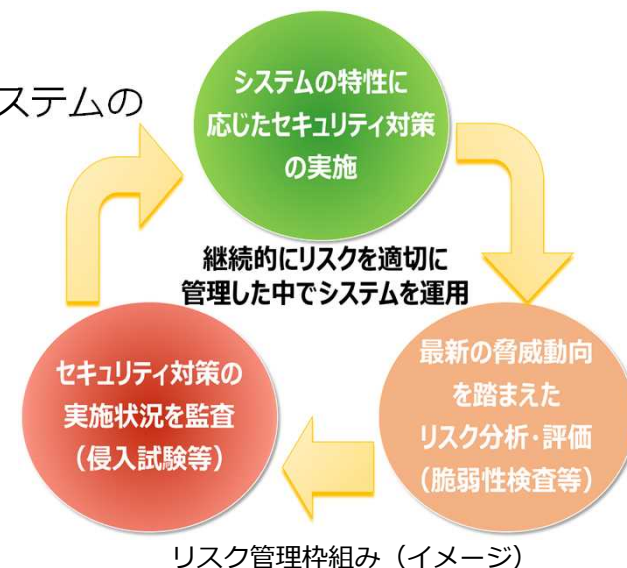 ステムの
システムの特性に
応じたセキュリティ対策
の実施
継続的にリスクを適切に
管理した中でシステムを運用
最新の脅威動向
を踏まえた
リスク分析・評価
(脆弱性検査等)
セキュリティ対策の
実施状況を監査
(侵入試験等)
リスク管理枠組み（イメージ）